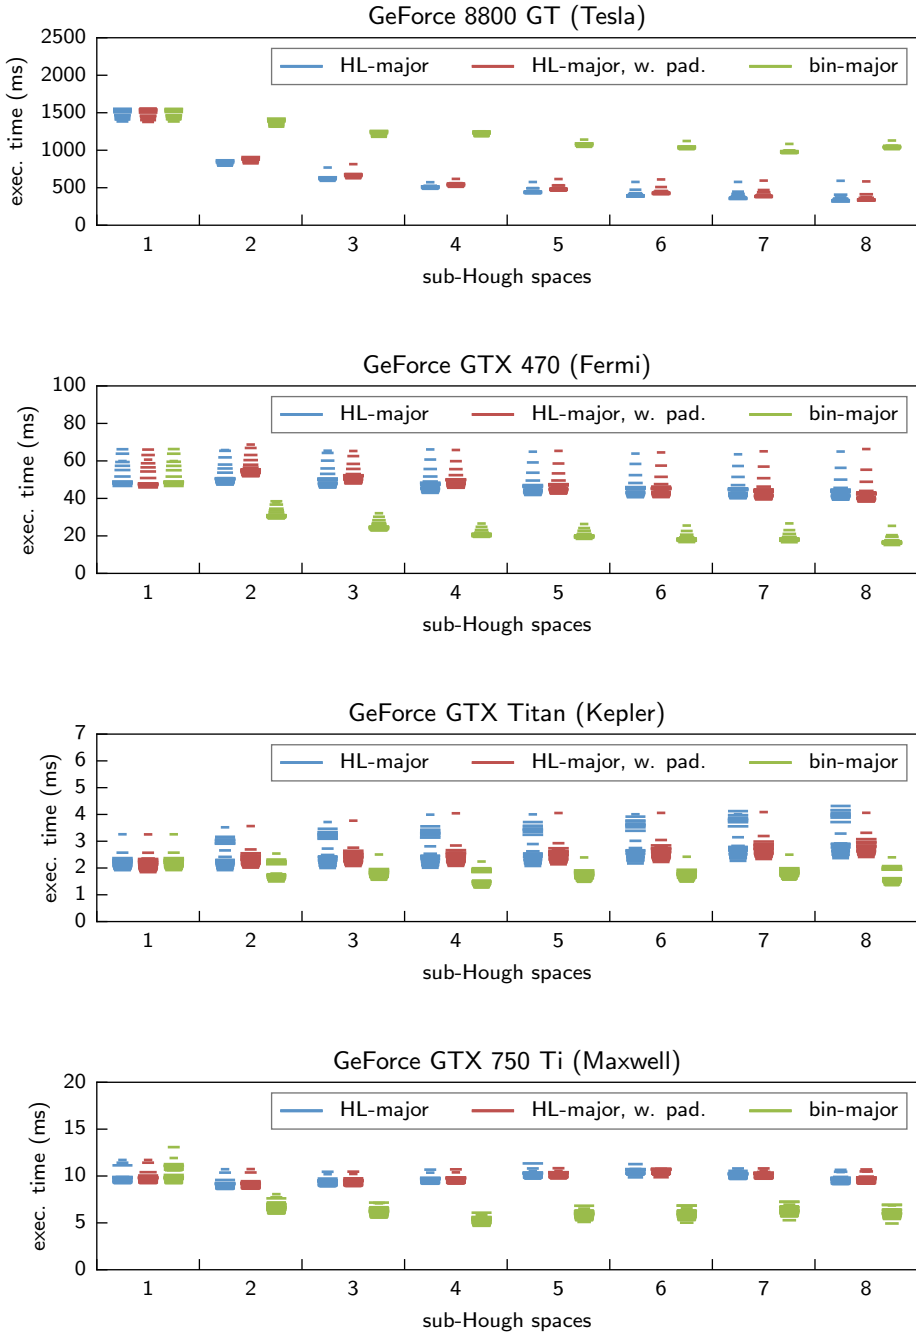 GeForce 8800 GT (Tesla)
2500
2000
1500
1000
500
0
exec. time (ms)
HL-major HL-major, w. pad. bin-major
1 2 3 4 5 6 7 8
sub-Hough spaces
GeForce GTX 470 (Fermi)
100
80
60
40
20
0
exec. time (ms)
HL-major HL-major, w. pad. bin-major
1 2 3 4 5 6 7 8
sub-Hough spaces
GeForce GTX Titan (Kepler)
7
6
5
4
3
2
1
0
exec. time (ms)
HL-major HL-major, w. pad. bin-major
1 2 3 4 5 6 7 8
sub-Hough spaces
GeForce GTX 750 Ti (Maxwell)
20
15
10
5
0
exec. time (ms)
HL-major HL-major, w. pad. bin-major
1 2 3 4 5 6 7 8
sub-Hough spaces